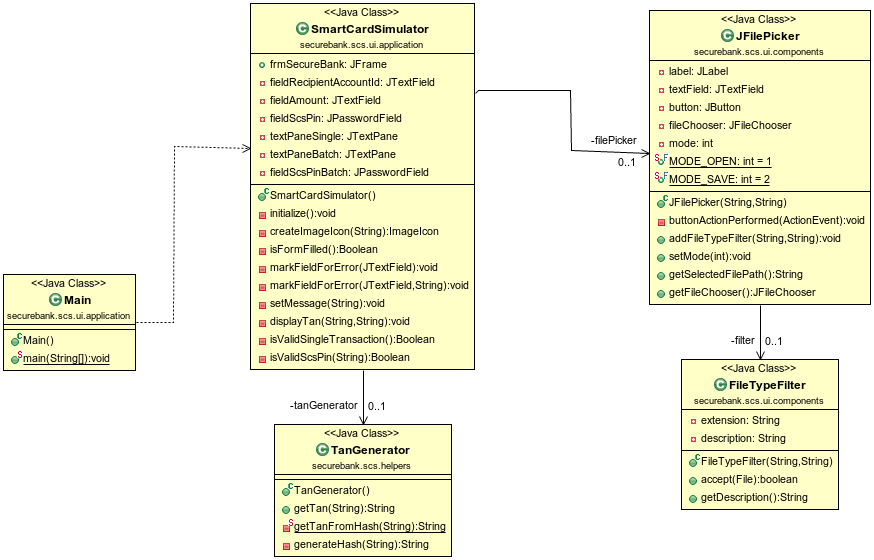 <<Java Class>>
SmartCardSimulator
securebank.scs.ui.application
frmSecureBank: JFrame
fieldRecipientAccountId: JTextField
fieldAmount: JTextField
fieldScsPin: JPasswordField
textPaneSingle: JTextPane
textPaneBatch: JTextPane
fieldScsPinBatch: JPasswordField
SmartCardSimulator()
initialize():void
createImageIcon(String):ImageIcon
isFormFilled():Boolean
markFieldForError(JTextField):void
markFieldForError(JTextField,String):void
setMessage(String):void
displayTan(String,String):void
isValidSingleTransaction():Boolean
isValidScsPin(String):Boolean
-filePicker
0..1
<<Java Class>>
JFilePicker
securebank.scs.ui.components
label: JLabel
textField: JTextField
button: JButton
fileChooser: JFileChooser
mode: int
MODE_OPEN: int = 1
MODE_SAVE: int = 2
JFilePicker(String,String)
buttonActionPerformed(ActionEvent):void
addFileTypeFilter(String,String):void
setMode(int):void
getSelectedFilePath():String
getFileChooser():JFileChooser
<<Java Class>>
Main
securebank.scs.ui.application
Main()
main(String[]):void
-filter
0..1
<<Java Class>>
FileTypeFilter
securebank.scs.ui.components
extension: String
description: String
FileTypeFilter(String,String)
accept(File):boolean
getDescription():String
-tanGenerator
0..1
<<Java Class>>
TanGenerator
securebank.scs.helpers
TanGenerator()
getTan(String):String
getTanFromHash(String):String
generateHash(String):String